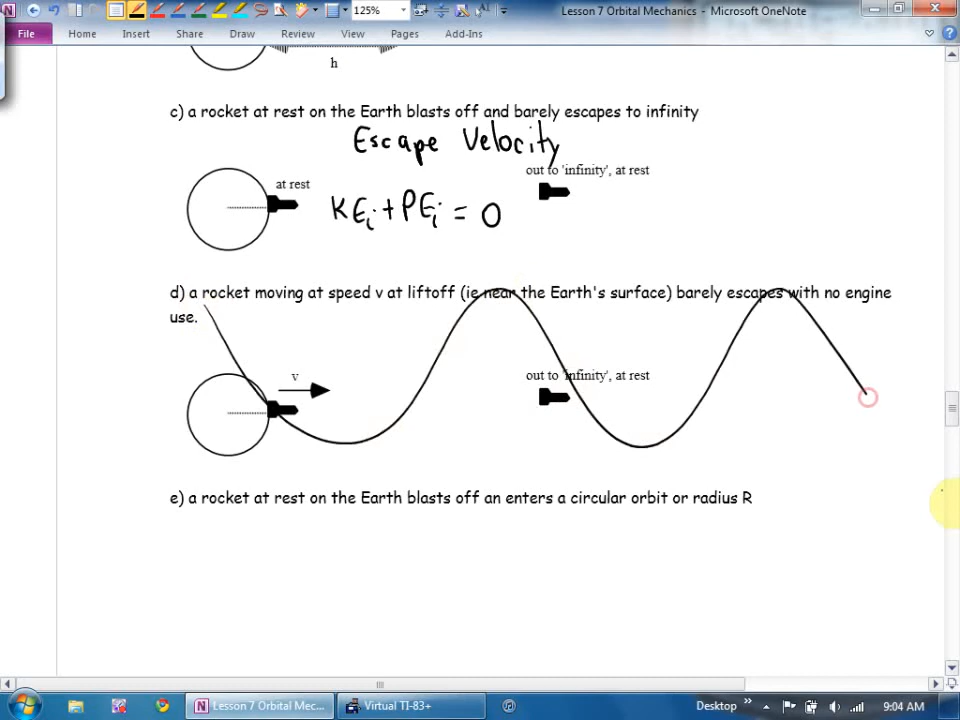 125%
Lesson 7 Orbital Mechanics - Microsoft OneNote
File Home Insert Share Draw Review View Pages Add-Ins
h
c) a rocket at rest on the Earth blasts off and barely escapes to infinity
Escape Velocity
out to 'infinity', at rest
at rest
KEi + PEi = 0
d) a rocket moving at speed v at liftoff (ie near the Earth's surface) barely escapes with no engine
use.
v
out to 'infinity', at rest
e) a rocket at rest on the Earth blasts off an enters a circular orbit or radius R
Lesson 7 Orbital Mec...
Virtual TI-83+
Desktop
9:04 AM